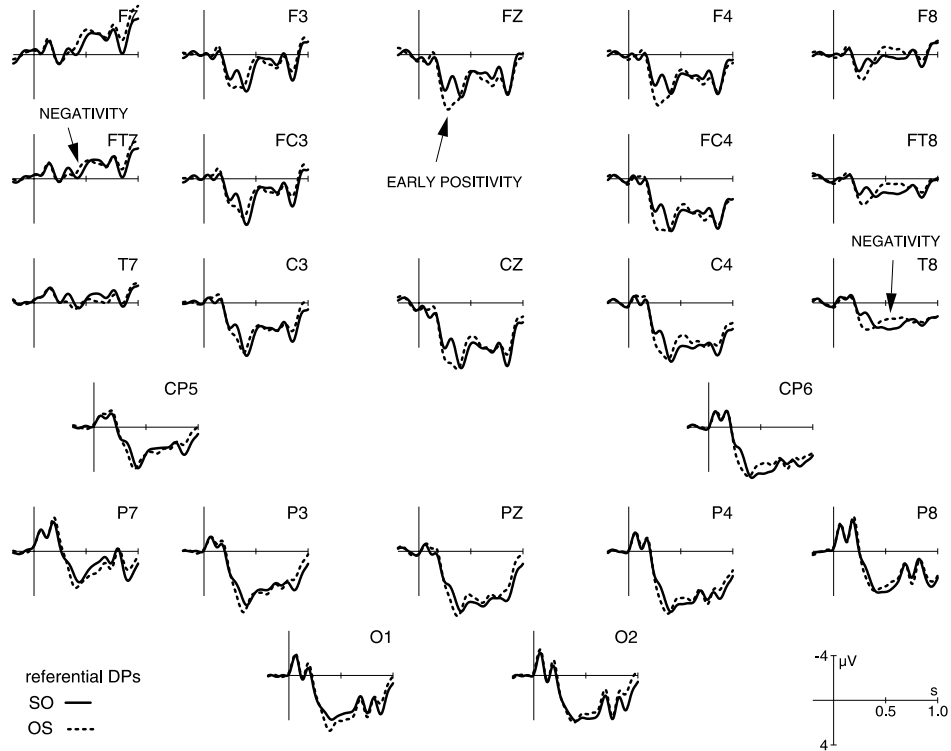 F7 F3 FZ F4 F8
NEGATIVITY
FT7 FC3 FC4 FT8
EARLY POSITIVITY
NEGATIVITY
T7 C3 CZ C4 T8
CP5 CP6
P7 P3 PZ P4 P8
O1 O2
referential DPs
SO
OS
-4
µV
s
0.5 1.0
4